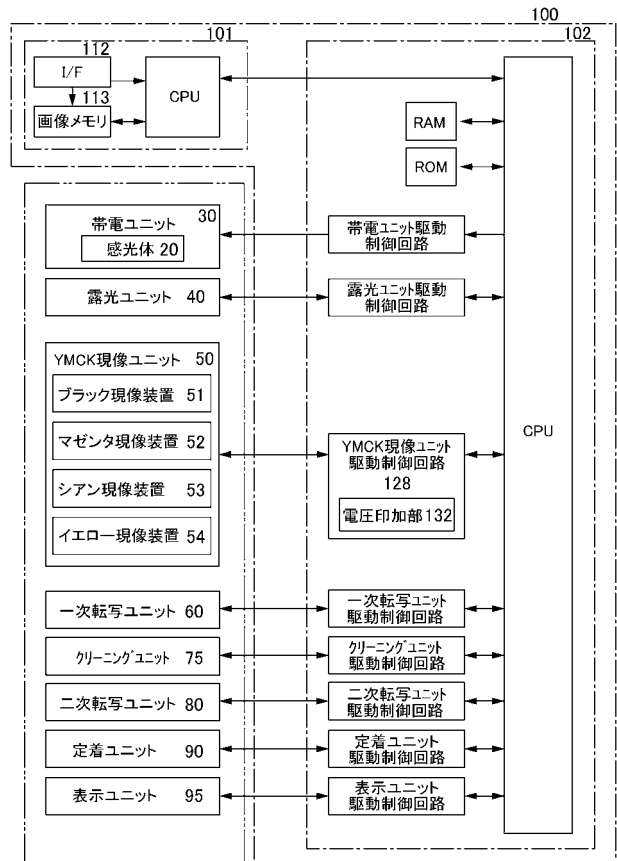 100
101
102
112
I/F
113
画像メモリ
CPU
RAM
ROM
帯電ユニット 30
感光体 20
帯電ユニット駆動
制御回路
露光ユニット 40
露光ユニット駆動
制御回路
YMCK現像ユニット 50
ブラック現像装置 51
マゼンタ現像装置 52
シアン現像装置 53
イエロー現像装置 54
YMCK現像ユニット
駆動制御回路
128
電圧印加部132
CPU
一次転写ユニット 60
一次転写ユニット
駆動制御回路
クリーニングユニット 75
クリーニングユニット
駆動制御回路
二次転写ユニット 80
二次転写ユニット
駆動制御回路
定着ユニット 90
定着ユニット
駆動制御回路
表示ユニット 95
表示ユニット
駆動制御回路